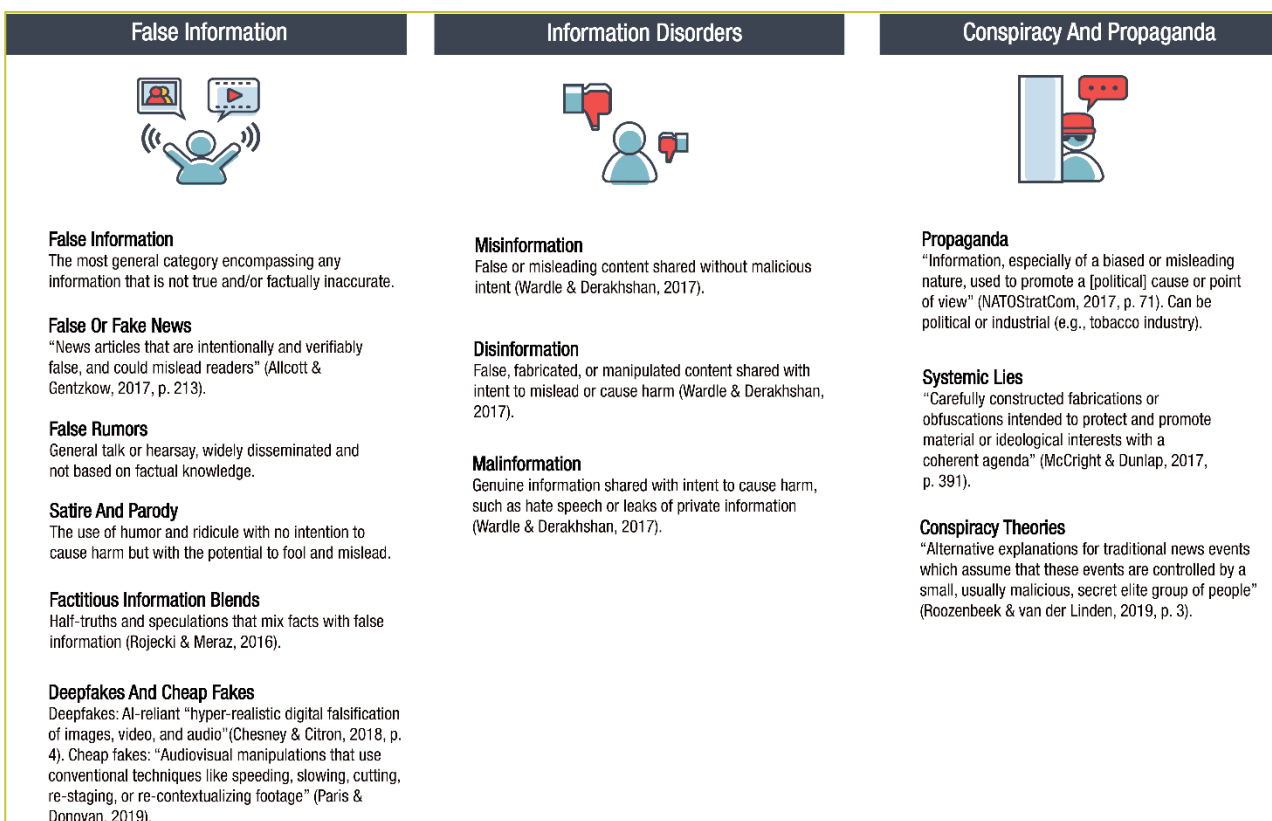 False Information
False Information
The most general category encompassing any
information that is not true and/or factually inaccurate.
False Or Fake News
“News articles that are intentionally and verifiably
false, and could mislead readers” (Allcott &
Gentzkow, 2017, p. 213).
False Rumors
General talk or hearsay, widely disseminated and
not based on factual knowledge.
Satire And Parody
The use of humor and ridicule with no intention to
cause harm but with the potential to fool and mislead.
Factitious Information Blends
Half-truths and speculations that mix facts with false
information (Rojecki & Meraz, 2016).
Deepfakes And Cheap Fakes
Deepfakes: AI-reliant “hyper-realistic digital falsification
of images, video, and audio”(Chesney & Citron, 2018, p.
4). Cheap fakes: “Audiovisual manipulations that use
conventional techniques like speeding, slowing, cutting,
re-staging, or re-contextualizing footage” (Paris &
Donovan, 2019).
Information Disorders
Misinformation
False or misleading content shared without malicious
intent (Wardle & Derakhshan, 2017).
Disinformation
False, fabricated, or manipulated content shared with
intent to mislead or cause harm (Wardle & Derakhshan,
2017).
Malinformation
Genuine information shared with intent to cause harm,
such as hate speech or leaks of private information
(Wardle & Derakhshan, 2017).
Conspiracy And Propaganda
Propaganda
“Information, especially of a biased or misleading
nature, used to promote a [political] cause or point
of view” (NATOStratCom, 2017, p. 71). Can be
political or industrial (e.g., tobacco industry).
Systemic Lies
“Carefully constructed fabrications or
obfuscations intended to protect and promote
material or ideological interests with a
coherent agenda” (McCright & Dunlap, 2017,
p. 391).
Conspiracy Theories
“Alternative explanations for traditional news events
which assume that these events are controlled by a
small, usually malicious, secret elite group of people”
(Roozenbeek & van der Linden, 2019, p. 3).